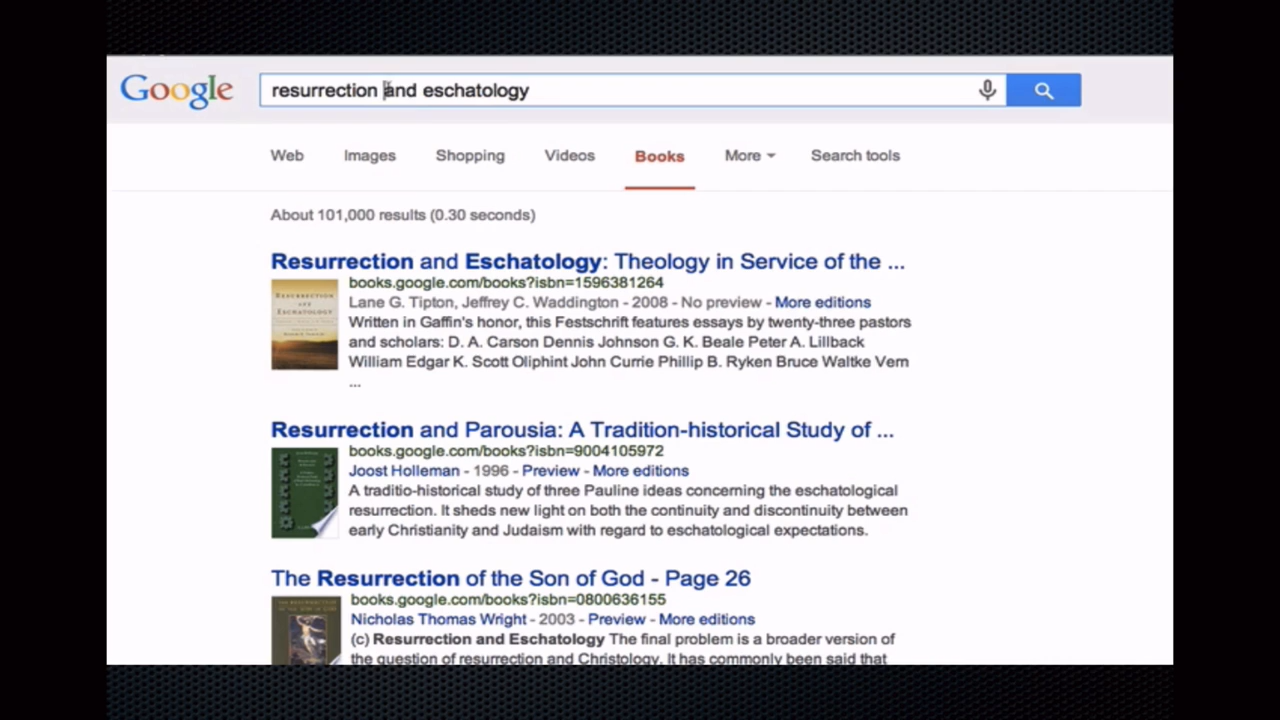 Google
resurrection and eschatology
Web Images Shopping Videos Books More Search tools
About 101,000 results (0.30 seconds)
Resurrection and Eschatology: Theology in Service of the ...
books.google.com/books?isbn=1596381264
Lane G. Tipton, Jeffrey C. Waddington - 2008 - No preview - More editions
Written in Gaffin's honor, this Festschrift features essays by twenty-three pastors
and scholars: D. A. Carson Dennis Johnson G. K. Beale Peter A. Lillback
William Edgar K. Scott Oliphint John Currie Phillip B. Ryken Bruce Waltke Vern
...
RESURRECTION
AND
ESCHATOLOGY
Resurrection and Parousia: A Tradition-historical Study of ...
books.google.com/books?isbn=9004105972
Joost Holleman - 1996 - Preview - More editions
A traditio-historical study of three Pauline ideas concerning the eschatological
resurrection. It sheds new light on both the continuity and discontinuity between
early Christianity and Judaism with regard to eschatological expectations.
The Resurrection of the Son of God - Page 26
books.google.com/books?isbn=0800636155
Nicholas Thomas Wright - 2003 - Preview - More editions
(c) Resurrection and Eschatology The final problem is a broader version of
the question of resurrection and Christology. It has commonly been said that